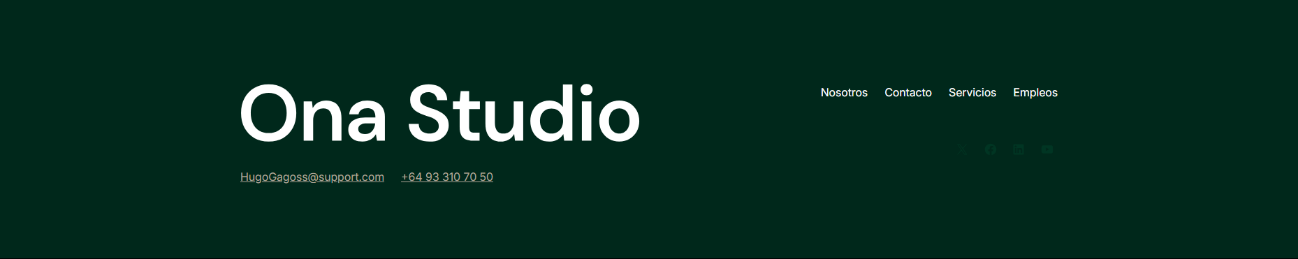 Ona Studio
Nosotros Contacto Servicios Empleos
HugoGagoss@support.com +64 93 310 70 50